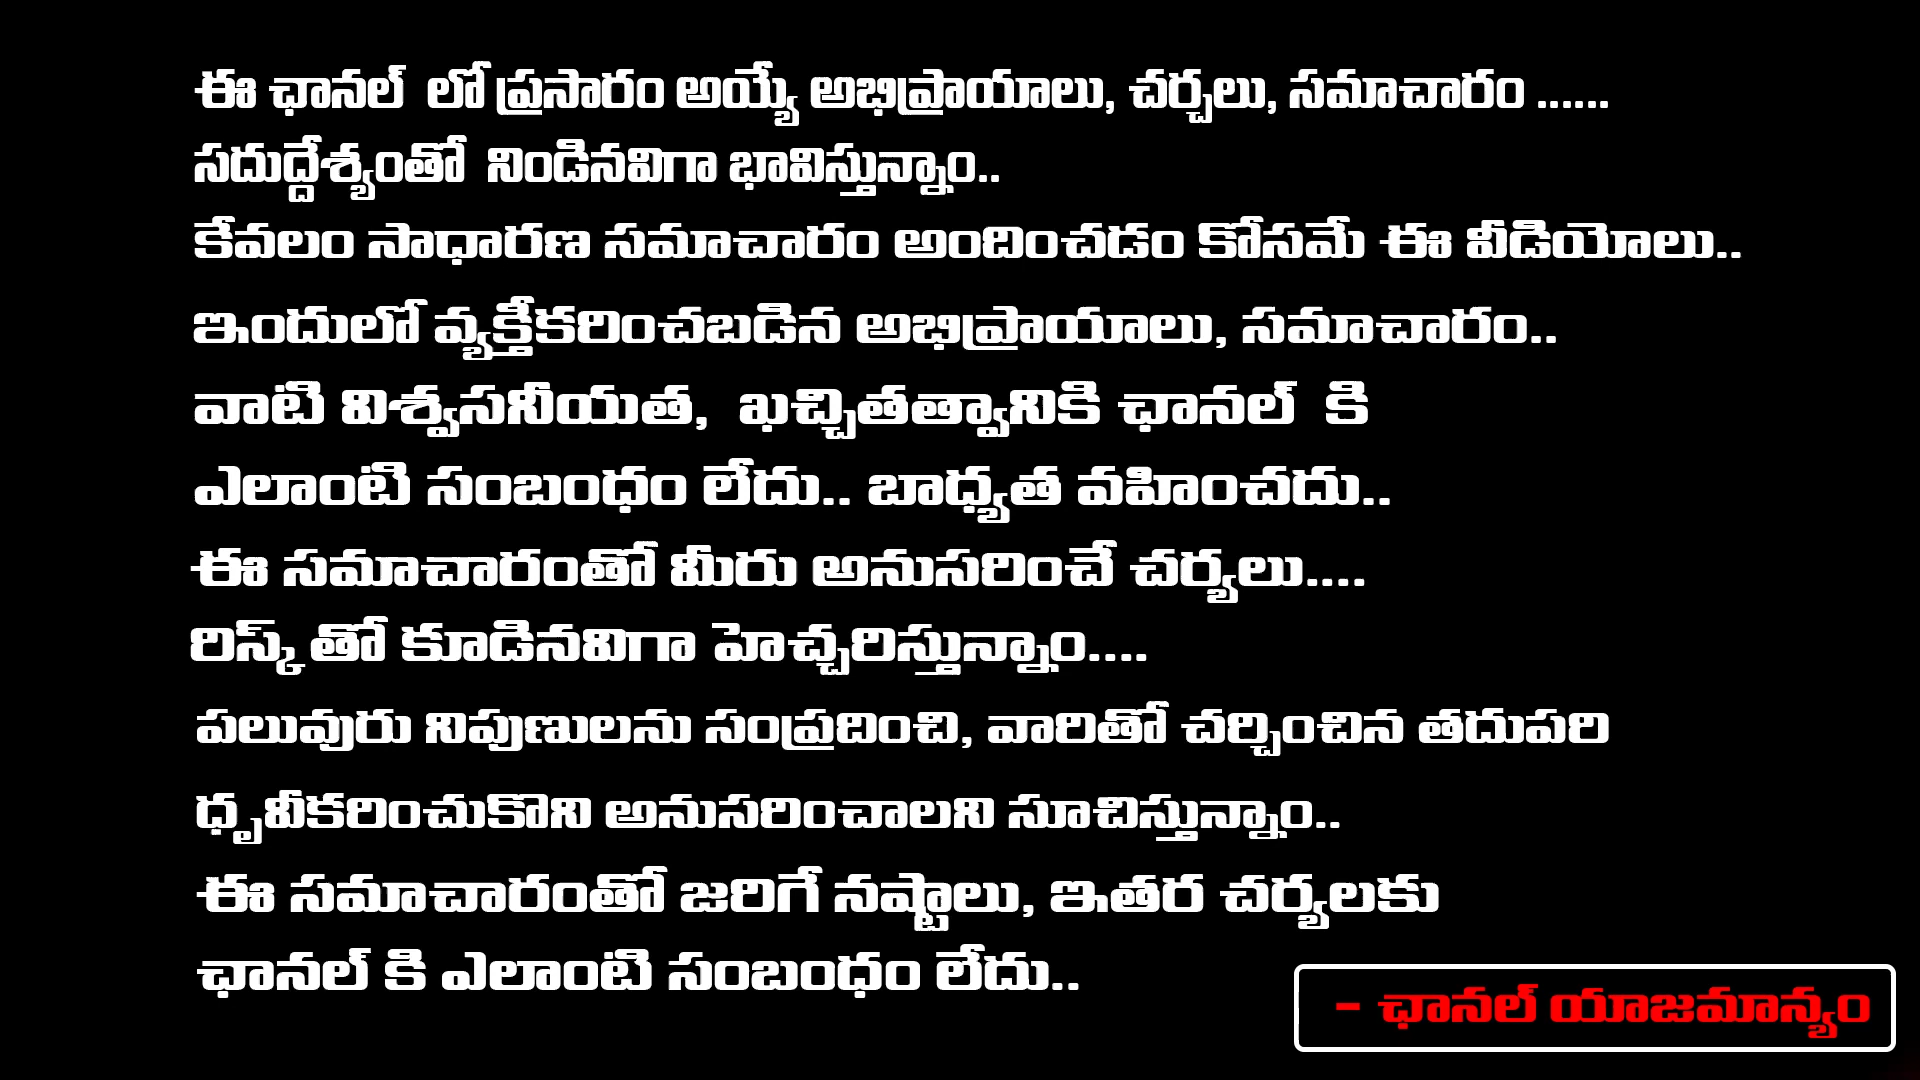 ఈ ఛానల్ లో ప్రసారం అయ్యే అభిప్రాయాలు, చర్చలు, సమాచారం ......
సదుద్దేశ్యంతో నిండినవిగా భావిస్తున్నాం..
కేవలం సాధారణ సమాచారం అందించడం కోసమే ఈ వీడియోలు..
ఇందులో వ్యక్తీకరించబడిన అభిప్రాయాలు, సమాచారం..
వాటి విశ్వసనీయత, ఖచ్చితత్వానికి ఛానల్ కి
ఎలాంటి సంబంధం లేదు.. బాధ్యత వహించదు..
ఈ సమాచారంతో మీరు అనుసరించే చర్యలు....
రిస్క్ తో కూడినవిగా హెచ్చరిస్తున్నాం....
పలువురు నిపుణులను సంప్రదించి, వారితో చర్చించిన తదుపరి
ధృవీకరించుకొని అనుసరించాలని సూచిస్తున్నాం..
ఈ సమాచారంతో జరిగే నష్టాలు, ఇతర చర్యలకు
ఛానల్ కి ఎలాంటి సంబంధం లేదు..
- ఛానల్ యాజమాన్యం